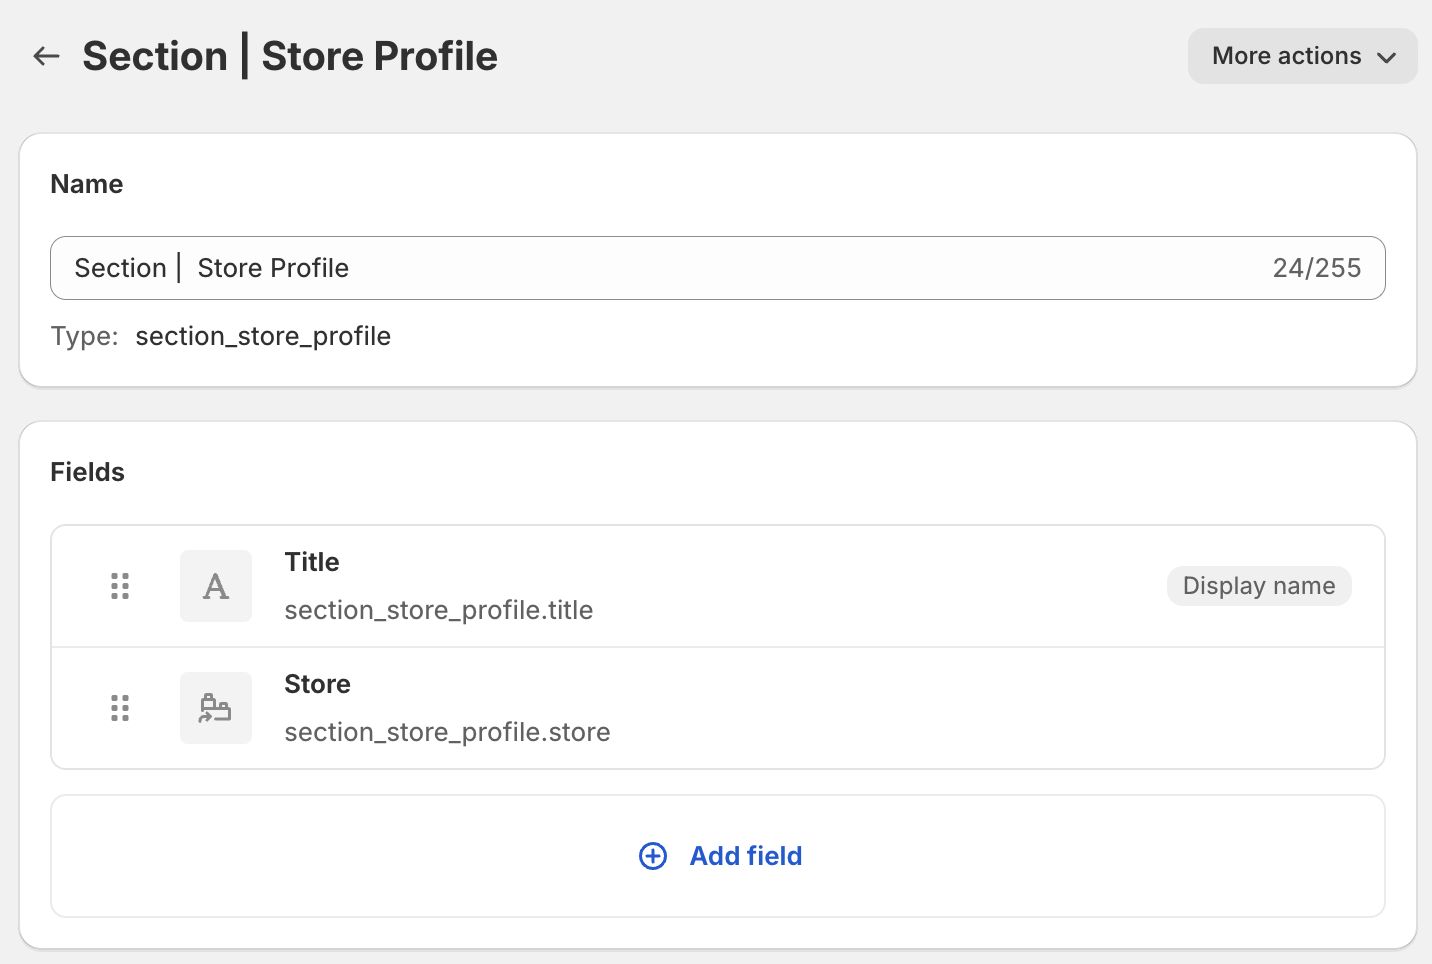 Section | Store Profile
More actions
Name
Section |  Store Profile
24/255
Type: section_store_profile
Fields
Title
section_store_profile.title
Display name
Store
section_store_profile.store
Add field